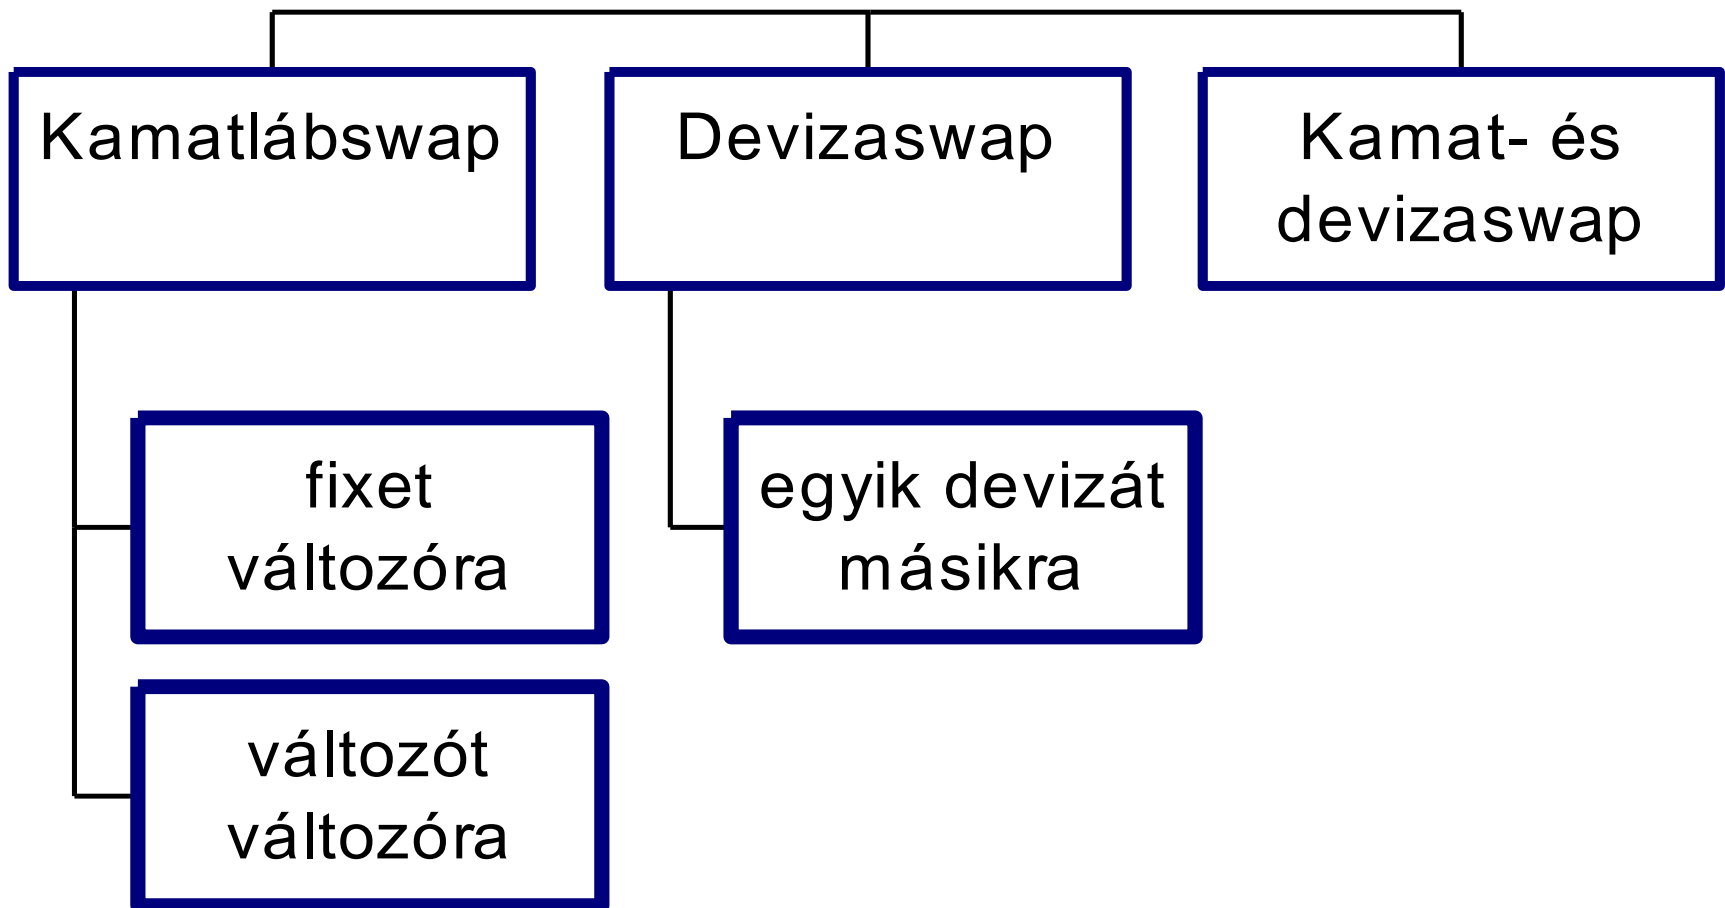 Kamatlábswap
Devizaswap
Kamat- és
devizaswap
fixet
változóra
egyik devizát
másikra
változót
változóra